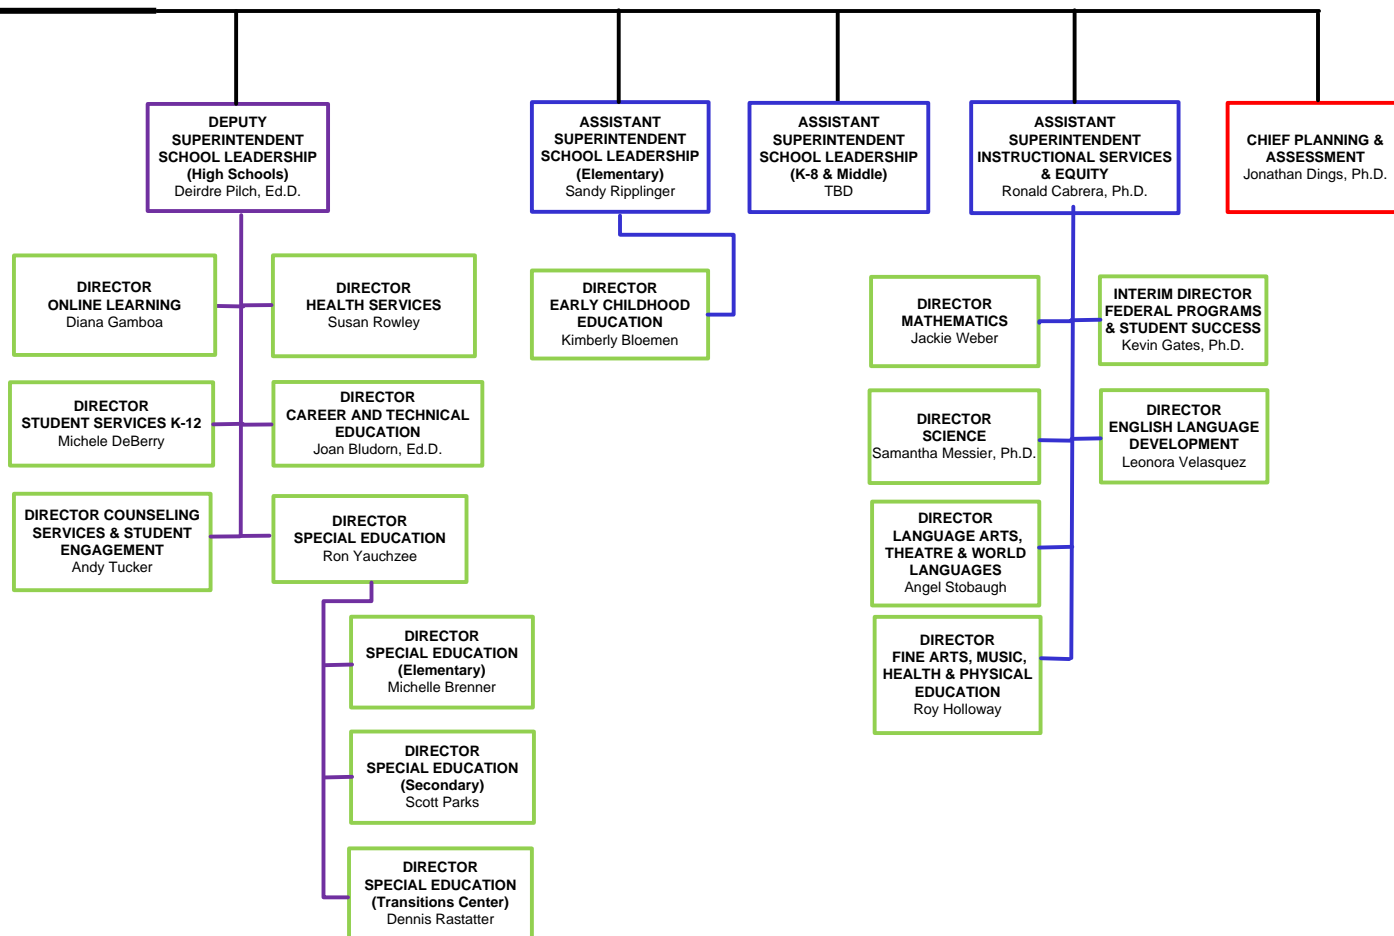 DEPUTY
SUPERINTENDENT
SCHOOL LEADERSHIP
(High Schools)
Deirdre Pilch, Ed.D.
ASSISTANT
SUPERINTENDENT
SCHOOL LEADERSHIP
(Elementary)
Sandy Ripplinger
ASSISTANT
SUPERINTENDENT
SCHOOL LEADERSHIP
(K-8 & Middle)
TBD
ASSISTANT
SUPERINTENDENT
INSTRUCTIONAL SERVICES
& EQUITY
Ronald Cabrera, Ph.D.
CHIEF PLANNING &
ASSESSMENT
Jonathan Dings, Ph.D.
DIRECTOR
ONLINE LEARNING
Diana Gamboa
DIRECTOR
HEALTH SERVICES
Susan Rowley
DIRECTOR
EARLY CHILDHOOD
EDUCATION
Kimberly Bloemen
DIRECTOR
MATHEMATICS
Jackie Weber
INTERIM DIRECTOR
FEDERAL PROGRAMS
& STUDENT SUCCESS
Kevin Gates, Ph.D.
DIRECTOR
STUDENT SERVICES K-12
Michele DeBerry
DIRECTOR
CAREER AND TECHNICAL
EDUCATION
Joan Bludorn, Ed.D.
DIRECTOR
SCIENCE
Samantha Messier, Ph.D.
DIRECTOR
ENGLISH LANGUAGE
DEVELOPMENT
Leonora Velasquez
DIRECTOR COUNSELING
SERVICES & STUDENT
ENGAGEMENT
Andy Tucker
DIRECTOR
SPECIAL EDUCATION
Ron Yauchzee
DIRECTOR
LANGUAGE ARTS,
THEATRE & WORLD
LANGUAGES
Angel Stobaugh
DIRECTOR
SPECIAL EDUCATION
(Elementary)
Michelle Brenner
DIRECTOR
FINE ARTS, MUSIC,
HEALTH & PHYSICAL
EDUCATION
Roy Holloway
DIRECTOR
SPECIAL EDUCATION
(Secondary)
Scott Parks
DIRECTOR
SPECIAL EDUCATION
(Transitions Center)
Dennis Rastatter